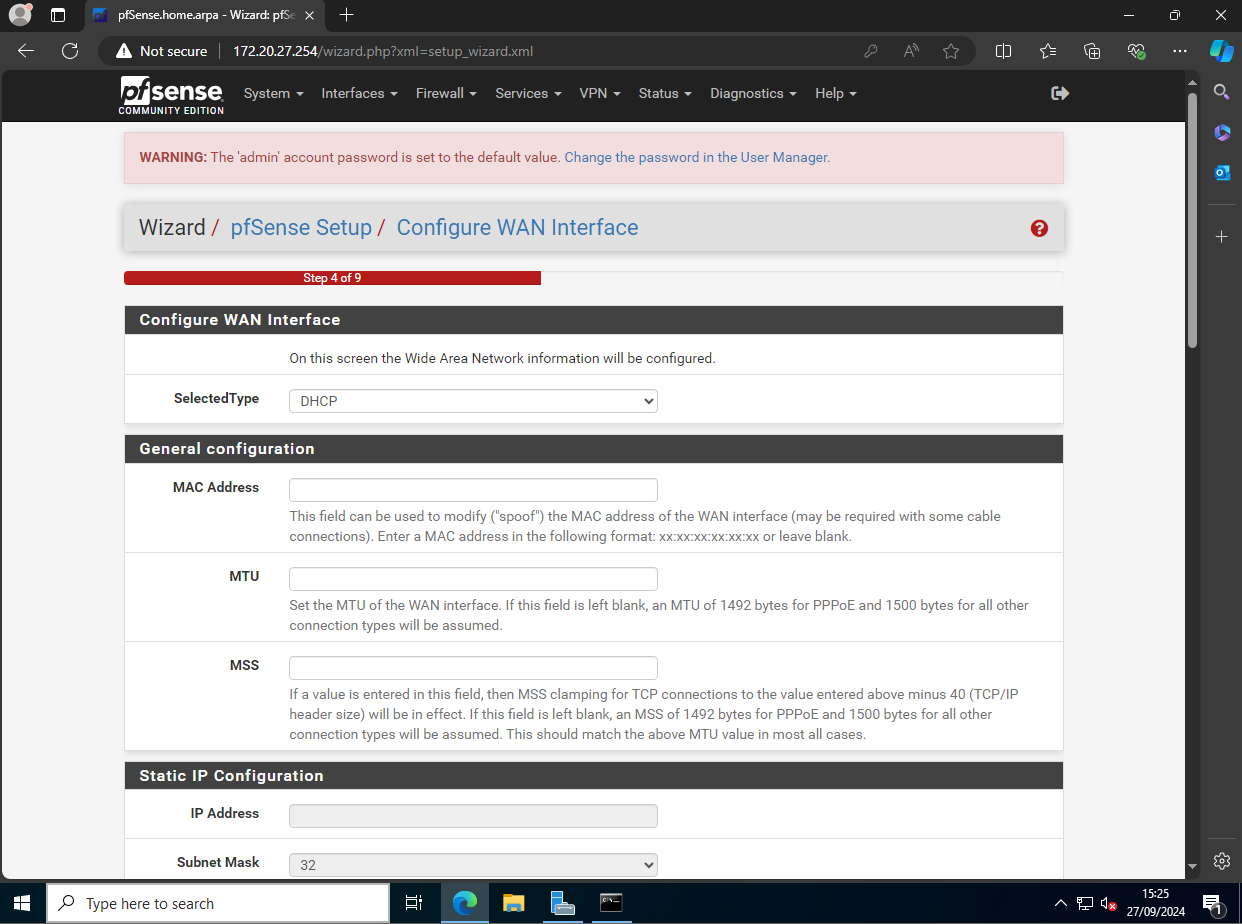 pfSense.home.arpa - Wizard: pfSe
Not secure
172.20.27.254/wizard.php?xml=setup_wizard.xml
pfsense
COMMUNITY EDITION
System
Interfaces
Firewall
Services
VPN
Status
Diagnostics
Help
WARNING: The 'admin' account password is set to the default value. Change the password in the User Manager.
Wizard / pfSense Setup / Configure WAN Interface
Step 4 of 9
Configure WAN Interface
On this screen the Wide Area Network information will be configured.
SelectedType
DHCP
General configuration
MAC Address
This field can be used to modify ("spoof") the MAC address of the WAN interface (may be required with some cable
connections). Enter a MAC address in the following format: xx:xx:xx:xx:xx:xx or leave blank.
MTU
Set the MTU of the WAN interface. If this field is left blank, an MTU of 1492 bytes for PPPoE and 1500 bytes for all other
connection types will be assumed.
MSS
If a value is entered in this field, then MSS clamping for TCP connections to the value entered above minus 40 (TCP/IP
header size) will be in effect. If this field is left blank, an MSS of 1492 bytes for PPPoE and 1500 bytes for all other
connection types will be assumed. This should match the above MTU value in most all cases.
Static IP Configuration
IP Address
Subnet Mask
32
Type here to search
15:25
27/09/2024
1